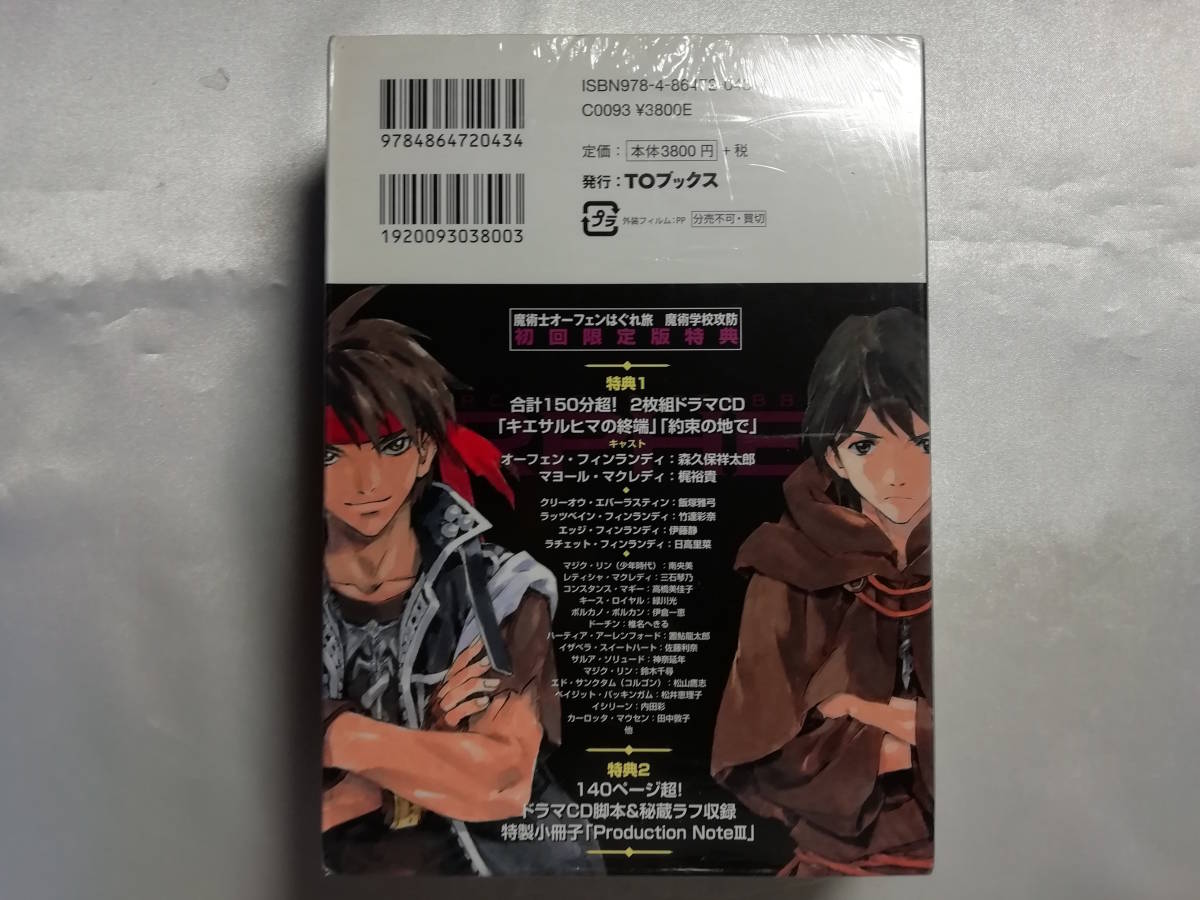 ISBN978-4-86472-04
C0093 ¥3800E
9784864720434
定価：本体3800円+税
発行：TOブックス
プラ 外装フィルム：PP 分売不可・買切
1920093038003
魔術士オーフェンはぐれ旅 魔術学校攻防
初回限定版特典
特典1
合計150分超！ 2枚組ドラマCD
「キエサルヒマの終端」「約束の地で」
キャスト
オーフェン・フィンランディ：森久保祥太郎
マヨール・マクレディ：梶裕貴
クリーオウ・エバーラスティン：飯塚雅弓
ラッツベイン・フィンランディ：竹達彩奈
エッジ・フィンランディ：伊藤静
ラチェット・フィンランディ：日高里菜
マジク・リン（少年時代）：南央美
レティシャ・マクレディ：三石琴乃
コンスタンス・マギー：高橋美佳子
キース・ロイヤル：緑川光
ボルカノ・ボルカン：伊倉一恵
ドーチン：椎名へきる
ハーティア・アーレンフォード：置鮎龍太郎
イザベラ・スイートハート：佐藤利奈
サルア・ソリュード：神奈延年
マジク・リン：鈴木千尋
エド・サンクタム（コルゴン）：松山鷹志
ベイジット・パッキンガム：松井恵理子
イシリーン：内田彩
カーロッタ・マウセン：田中敦子
他
特典2
140ページ超！
ドラマCD脚本&秘蔵ラフ収録
特製小冊子「Production NoteⅢ」